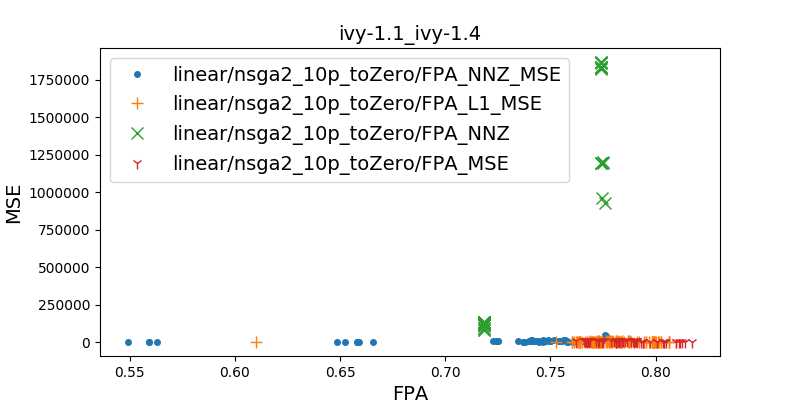 ivy-1.1_ivy-1.4
linear/nsga2_10p_toZero/FPA_NNZ_MSE
linear/nsga2_10p_toZero/FPA_L1_MSE
linear/nsga2_10p_toZero/FPA_NNZ
linear/nsga2_10p_toZero/FPA_MSE
MSE
1750000
1500000
1250000
1000000
750000
500000
250000
0
0.55 0.60 0.65 0.70 0.75 0.80
FPA